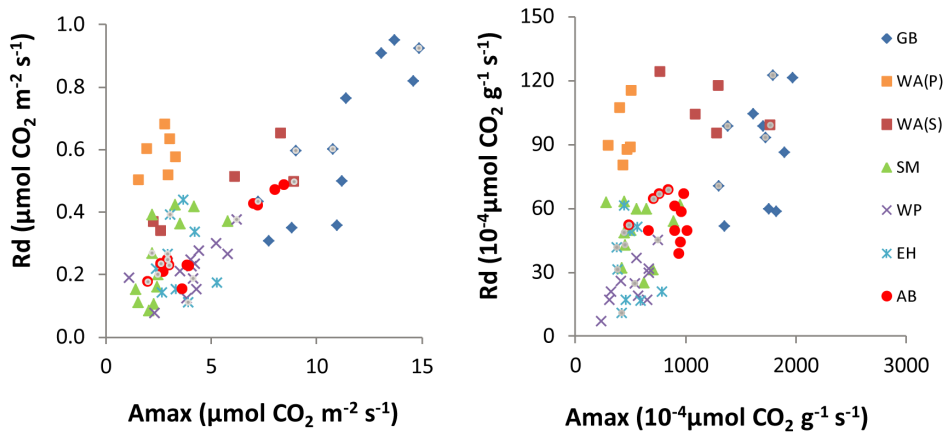 Rd (μmol CO₂ m⁻² s⁻¹)
1.0
0.8
0.6
0.4
0.2
0.0
0
5
10
15
Amax (μmol CO₂ m⁻² s⁻¹)
Rd (10⁻⁴μmol CO₂ g⁻¹ s⁻¹)
150
120
90
60
30
0
0
1000
2000
3000
Amax (10⁻⁴μmol CO₂ g⁻¹ s⁻¹)
GB
WA(P)
WA(S)
SM
WP
EH
AB